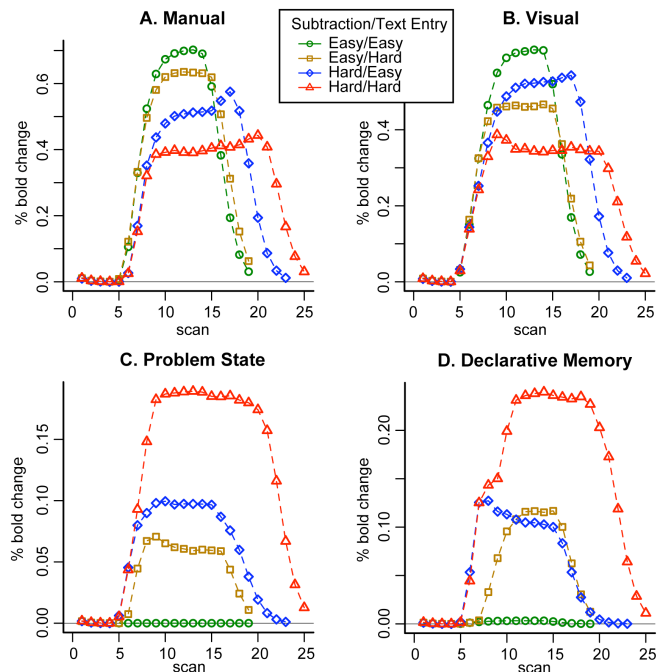 A. Manual
Subtraction/Text Entry
Easy/Easy
Easy/Hard
Hard/Easy
Hard/Hard
B. Visual
% bold change
0.0 0.2 0.4 0.6
0 5 10 15 20 25
scan
% bold change
0.0 0.2 0.4
0 5 10 15 20 25
scan
C. Problem State
% bold change
0.00 0.05 0.10 0.15
0 5 10 15 20 25
scan
D. Declarative Memory
% bold change
0.00 0.10 0.20
0 5 10 15 20 25
scan